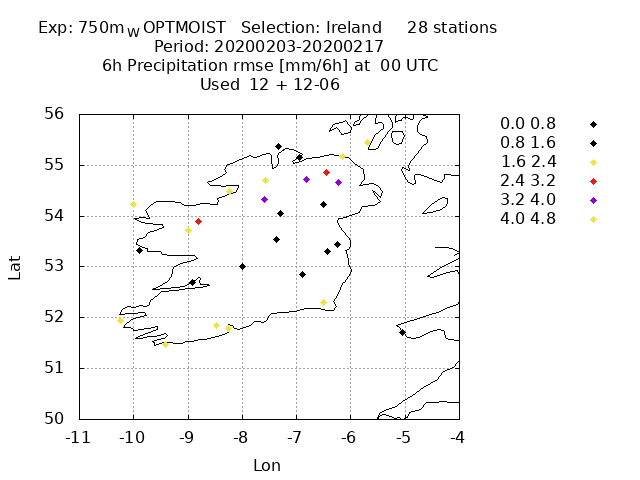 Exp: 750m_W OPTMOIST Selection: Ireland 28 stations
Period: 20200203-20200217
6h Precipitation rmse [mm/6h] at 00 UTC
Used 12 + 12-06
56
55
54
53
52
51
50
-11 -10 -9 -8 -7 -6 -5 -4
Lat
Lon
0.0 0.8
0.8 1.6
1.6 2.4
2.4 3.2
3.2 4.0
4.0 4.8